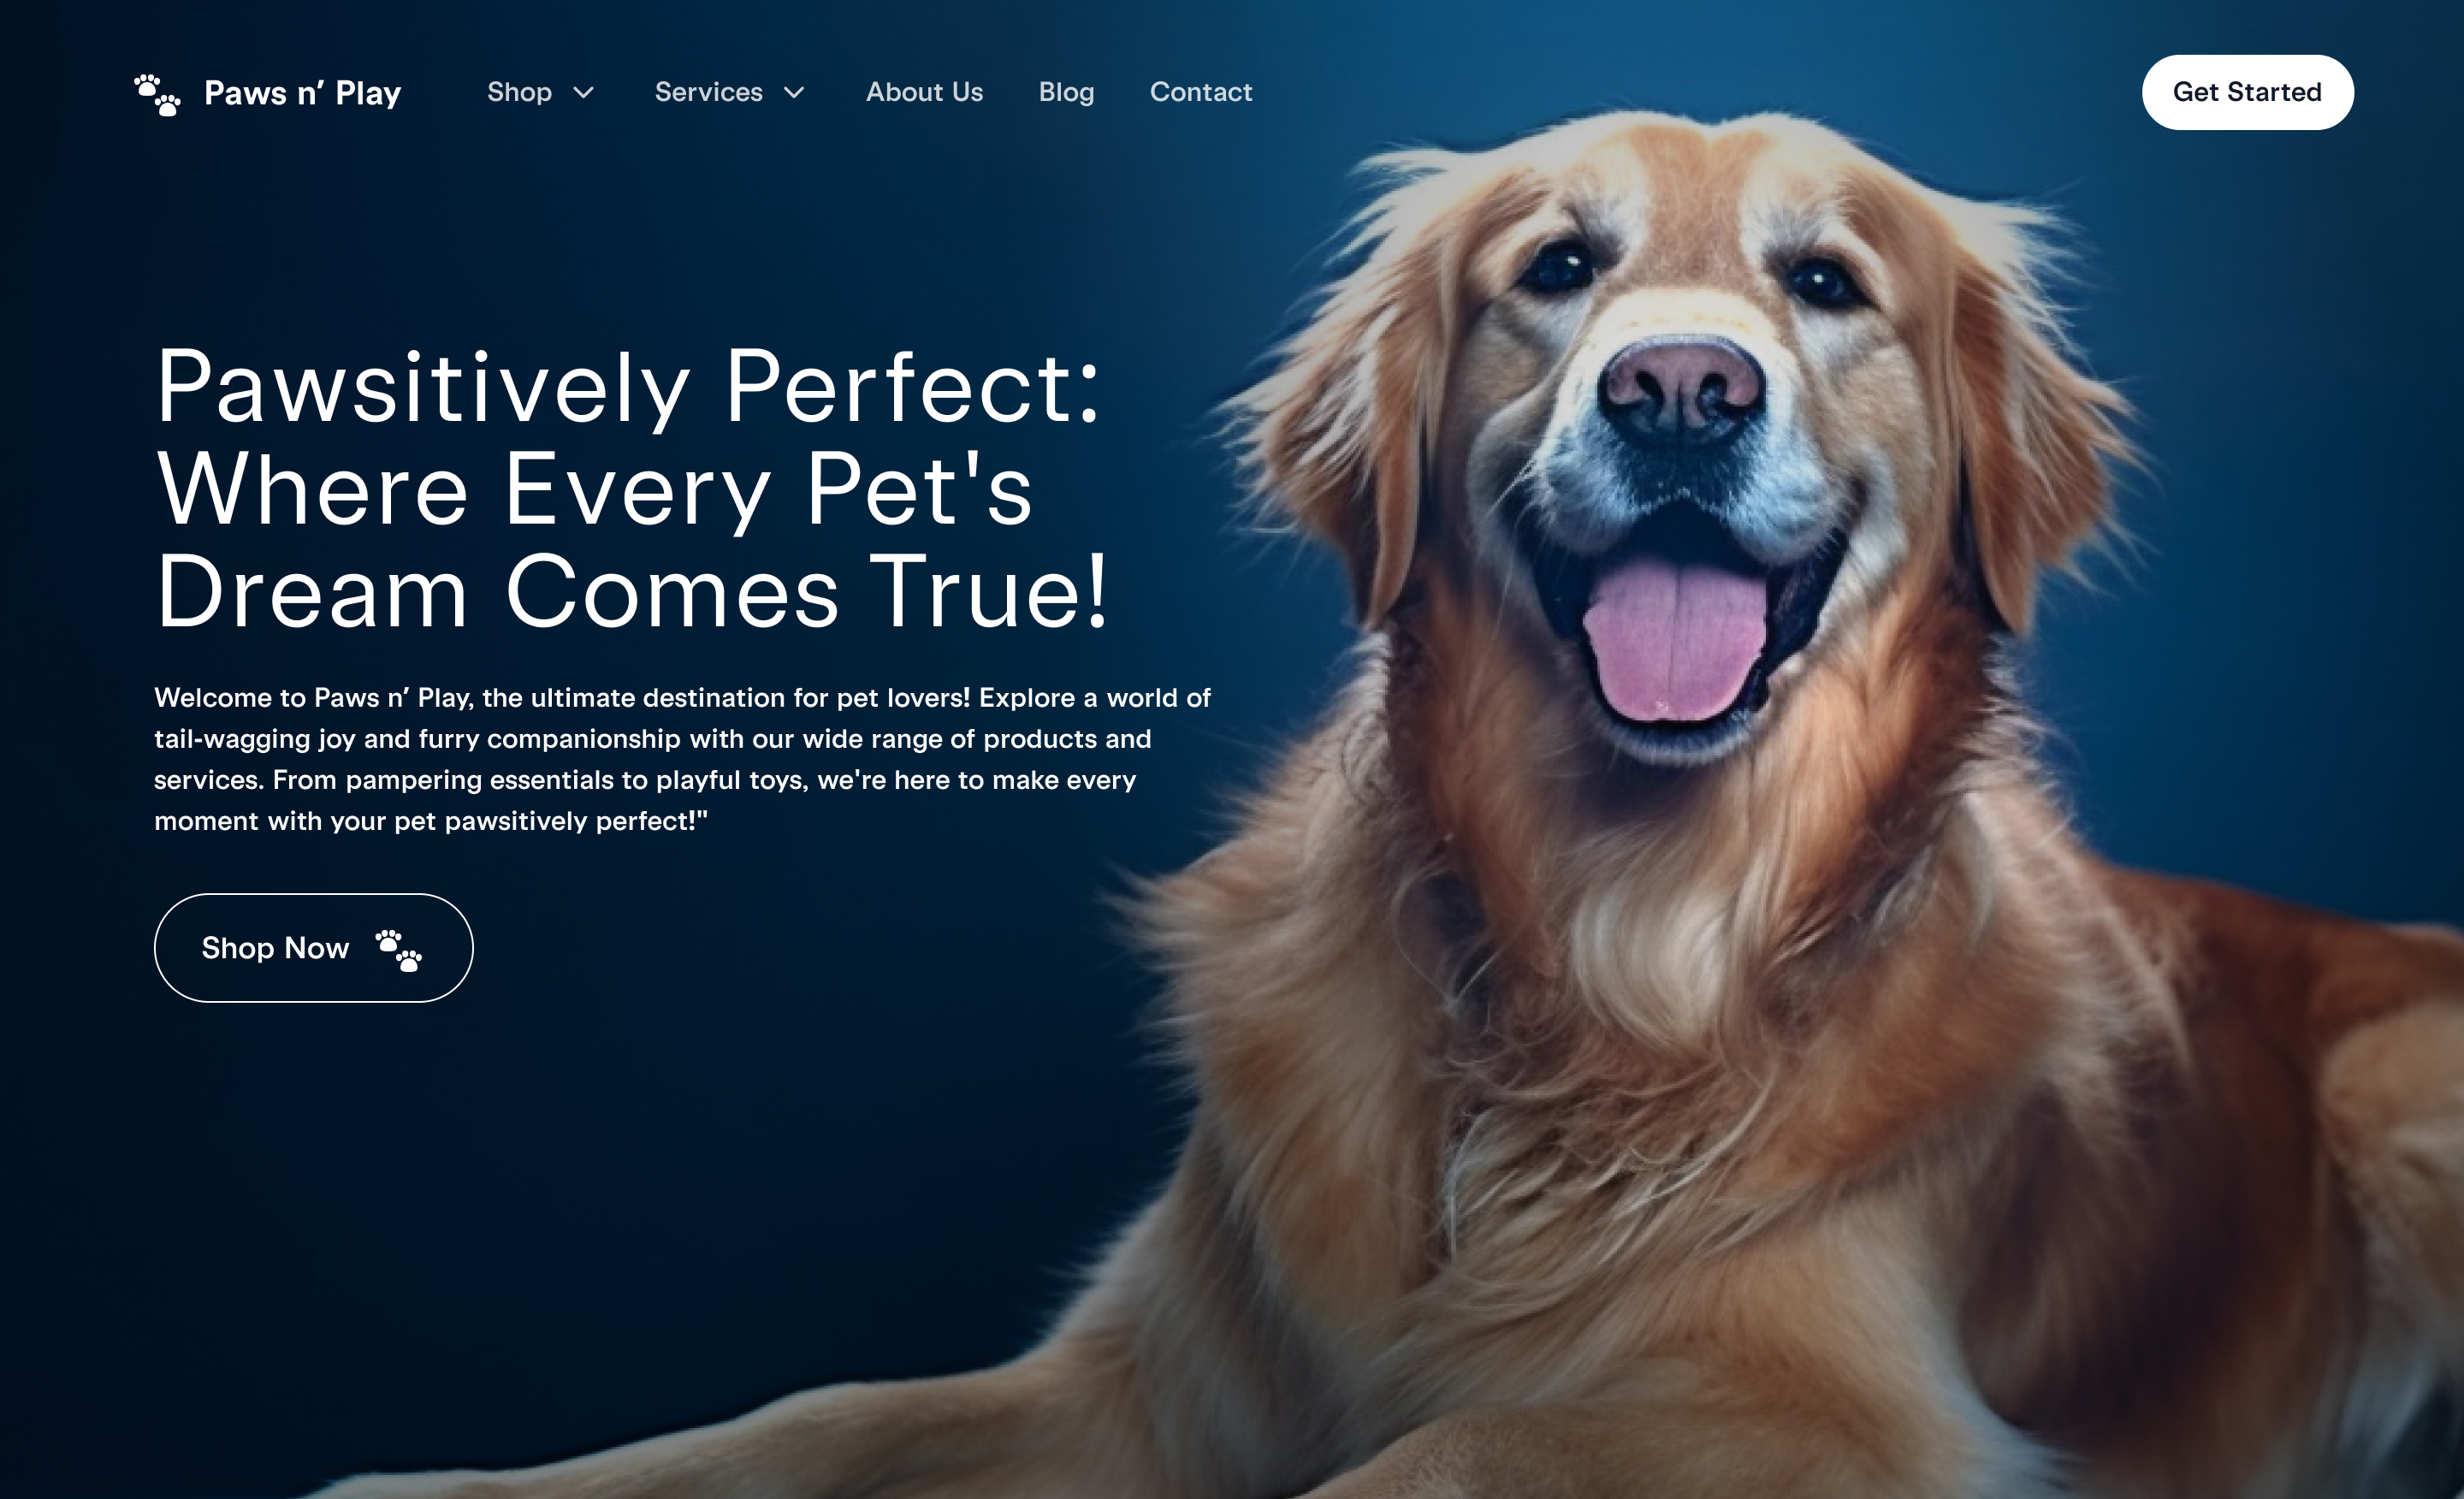 Paws n’ Play
Shop
Services
About Us
Blog
Contact
Get Started
Pawsitively Perfect:
Where Every Pet's
Dream Comes True!
Welcome to Paws n’ Play, the ultimate destination for pet lovers! Explore a world of
tail-wagging joy and furry companionship with our wide range of products and
services. From pampering essentials to playful toys, we're here to make every
moment with your pet pawsitively perfect!"
Shop Now